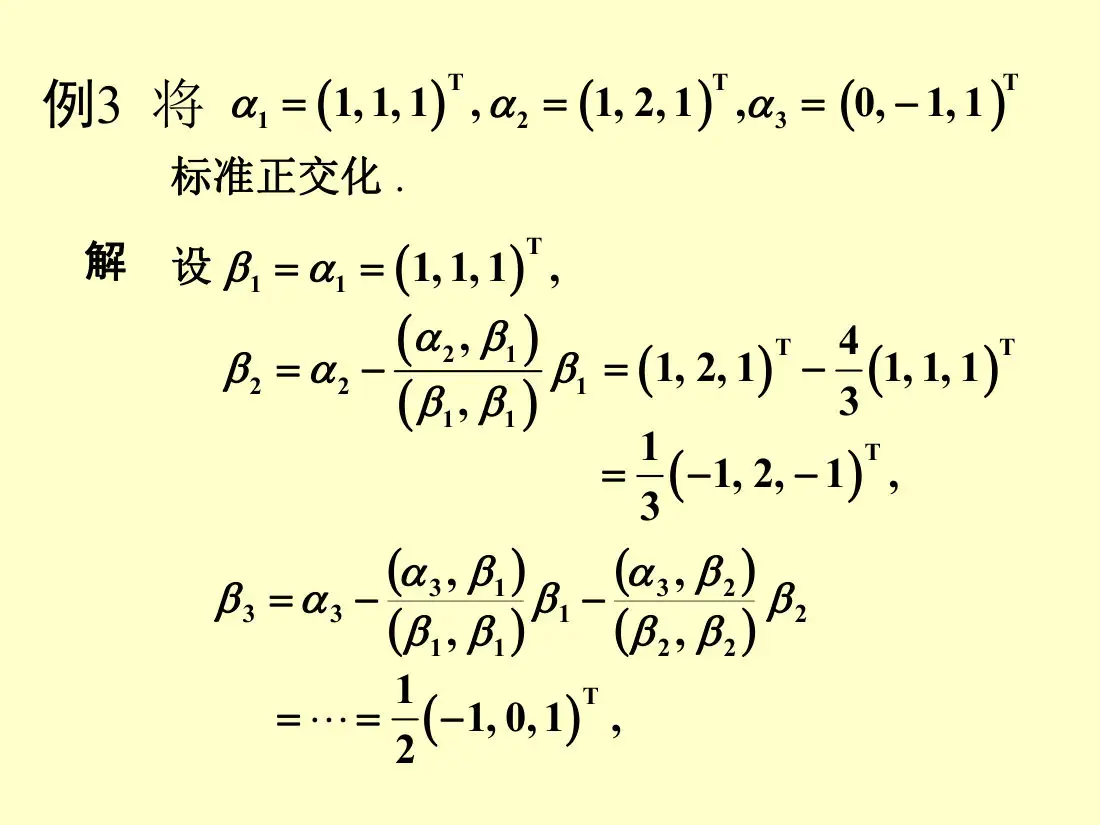 例3 将 α₁ = (1, 1, 1)ᵀ, α₂ = (1, 2, 1)ᵀ, α₃ = (0, −1, 1)ᵀ
标准正交化 .
解 设 β₁ = α₁ = (1, 1, 1)ᵀ,
β₂ = α₂ − (α₂, β₁)/(β₁, β₁) β₁ = (1, 2, 1)ᵀ − 4/3 (1, 1, 1)ᵀ
= 1/3 (−1, 2, −1)ᵀ,
β₃ = α₃ − (α₃, β₁)/(β₁, β₁) β₁ − (α₃, β₂)/(β₂, β₂) β₂
= ⋯ = 1/2 (−1, 0, 1)ᵀ,